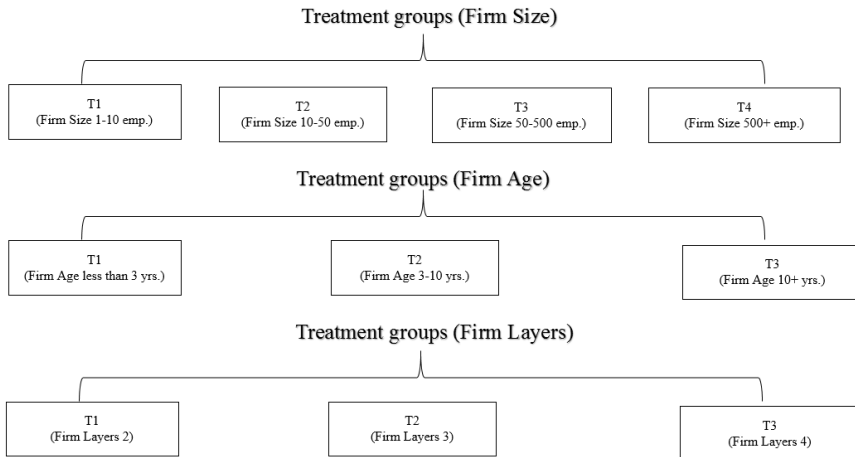 Treatment groups (Firm Size)
T1
(Firm Size 1-10 emp.)
T2
(Firm Size 10-50 emp.)
T3
(Firm Size 50-500 emp.)
T4
(Firm Size 500+ emp.)
Treatment groups (Firm Age)
T1
(Firm Age less than 3 yrs.)
T2
(Firm Age 3-10 yrs.)
T3
(Firm Age 10+ yrs.)
Treatment groups (Firm Layers)
T1
(Firm Layers 2)
T2
(Firm Layers 3)
T3
(Firm Layers 4)